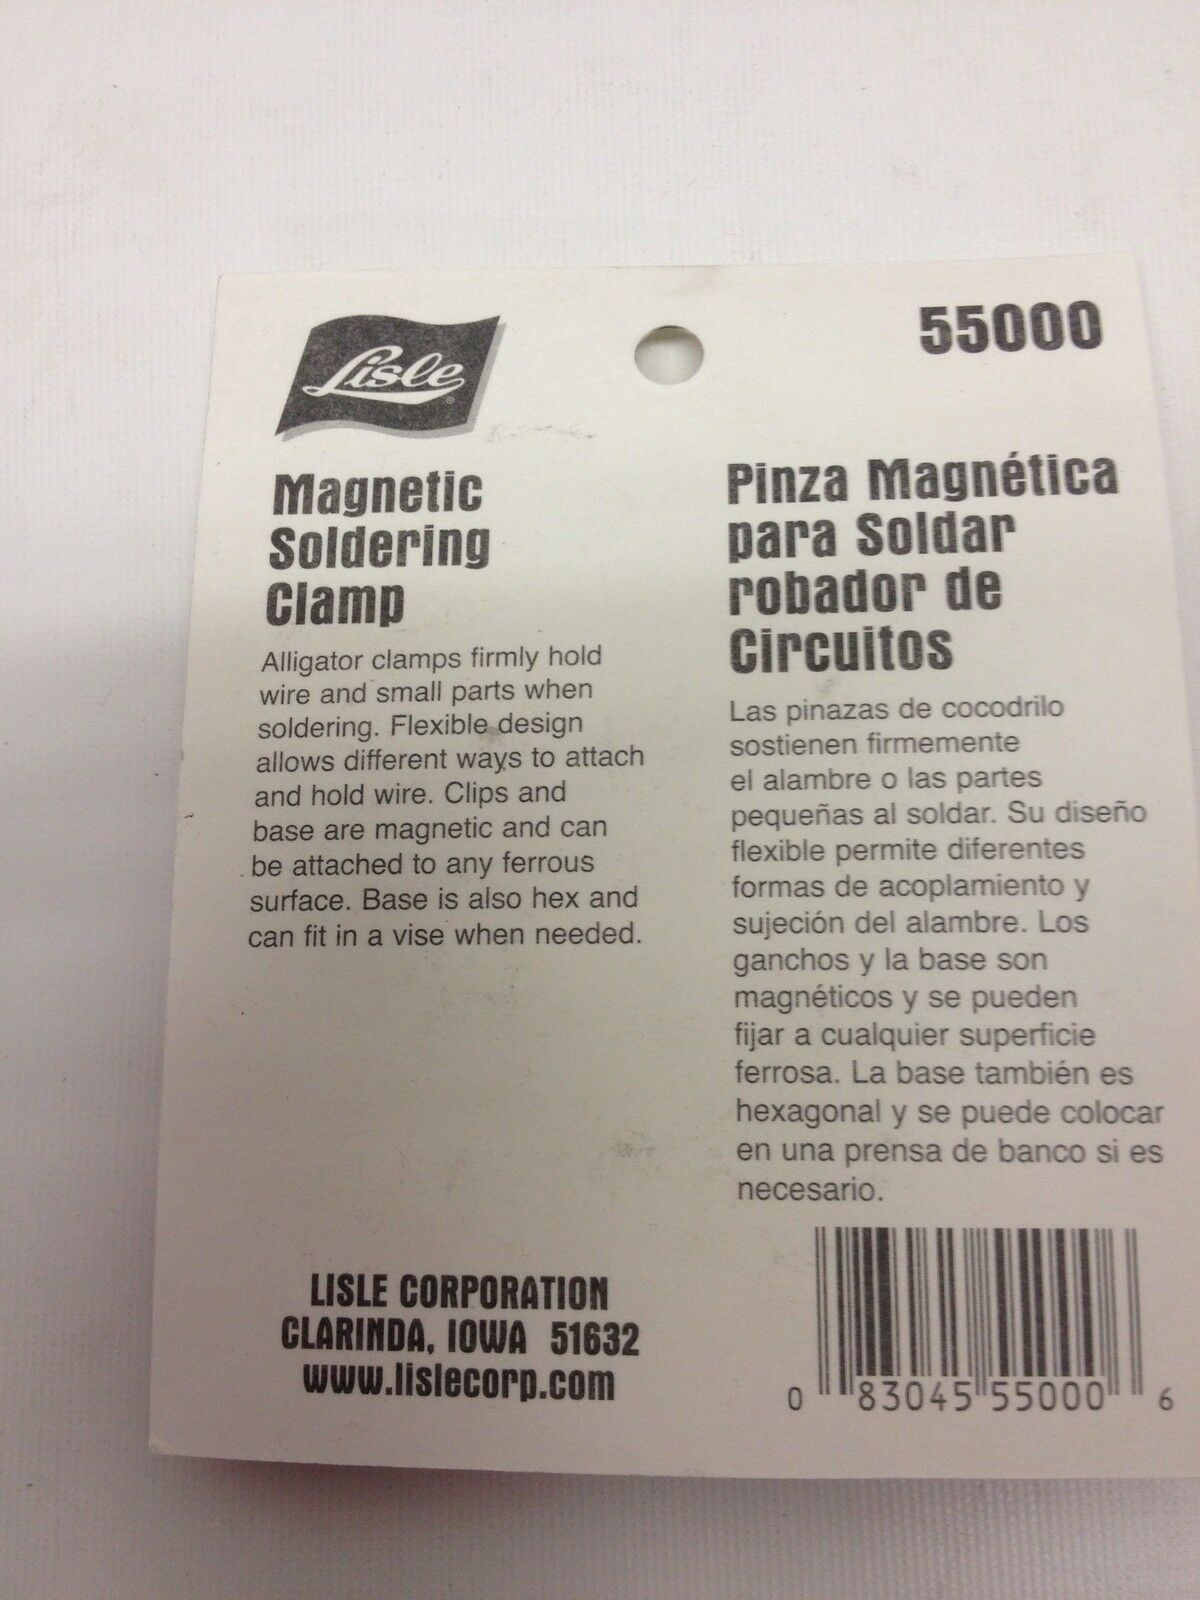 Lisle®
55000
Magnetic
Soldering
Clamp
Alligator clamps firmly hold
wire and small parts when
soldering. Flexible design
allows different ways to attach
and hold wire. Clips and
base are magnetic and can
be attached to any ferrous
surface. Base is also hex and
can fit in a vise when needed.
LISLE CORPORATION
CLARINDA, IOWA 51632
www.lislecorp.com
Pinza Magnética
para Soldar
robador de
Circuitos
Las pinazas de cocodrilo
sostienen firmemente
el alambre o las partes
pequeñas al soldar. Su diseño
flexible permite diferentes
formas de acoplamiento y
sujeción del alambre. Los
ganchos y la base son
magnéticos y se pueden
fijar a cualquier superficie
ferrosa. La base también es
hexagonal y se puede colocar
en una prensa de banco si es
necesario.
0 83045 55000 6